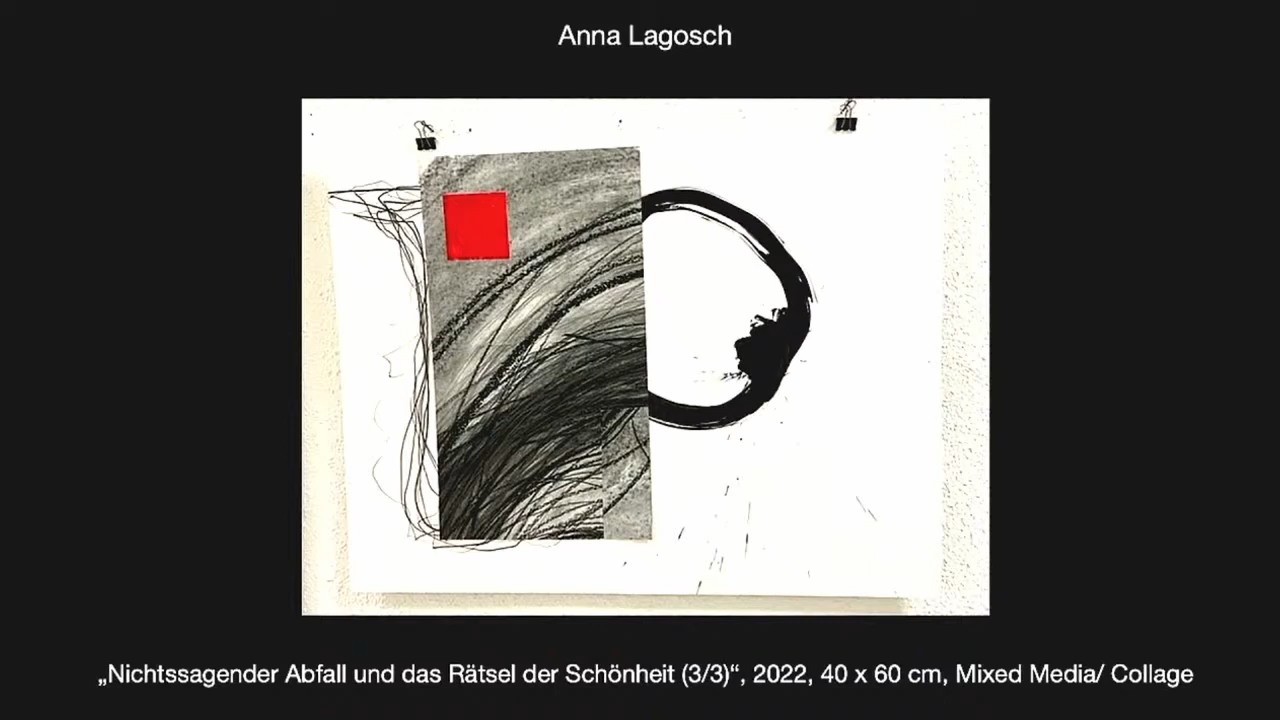 Anna Lagosch
„Nichtssagender Abfall und das Rätsel der Schönheit (3/3)“, 2022, 40 x 60 cm, Mixed Media/ Collage